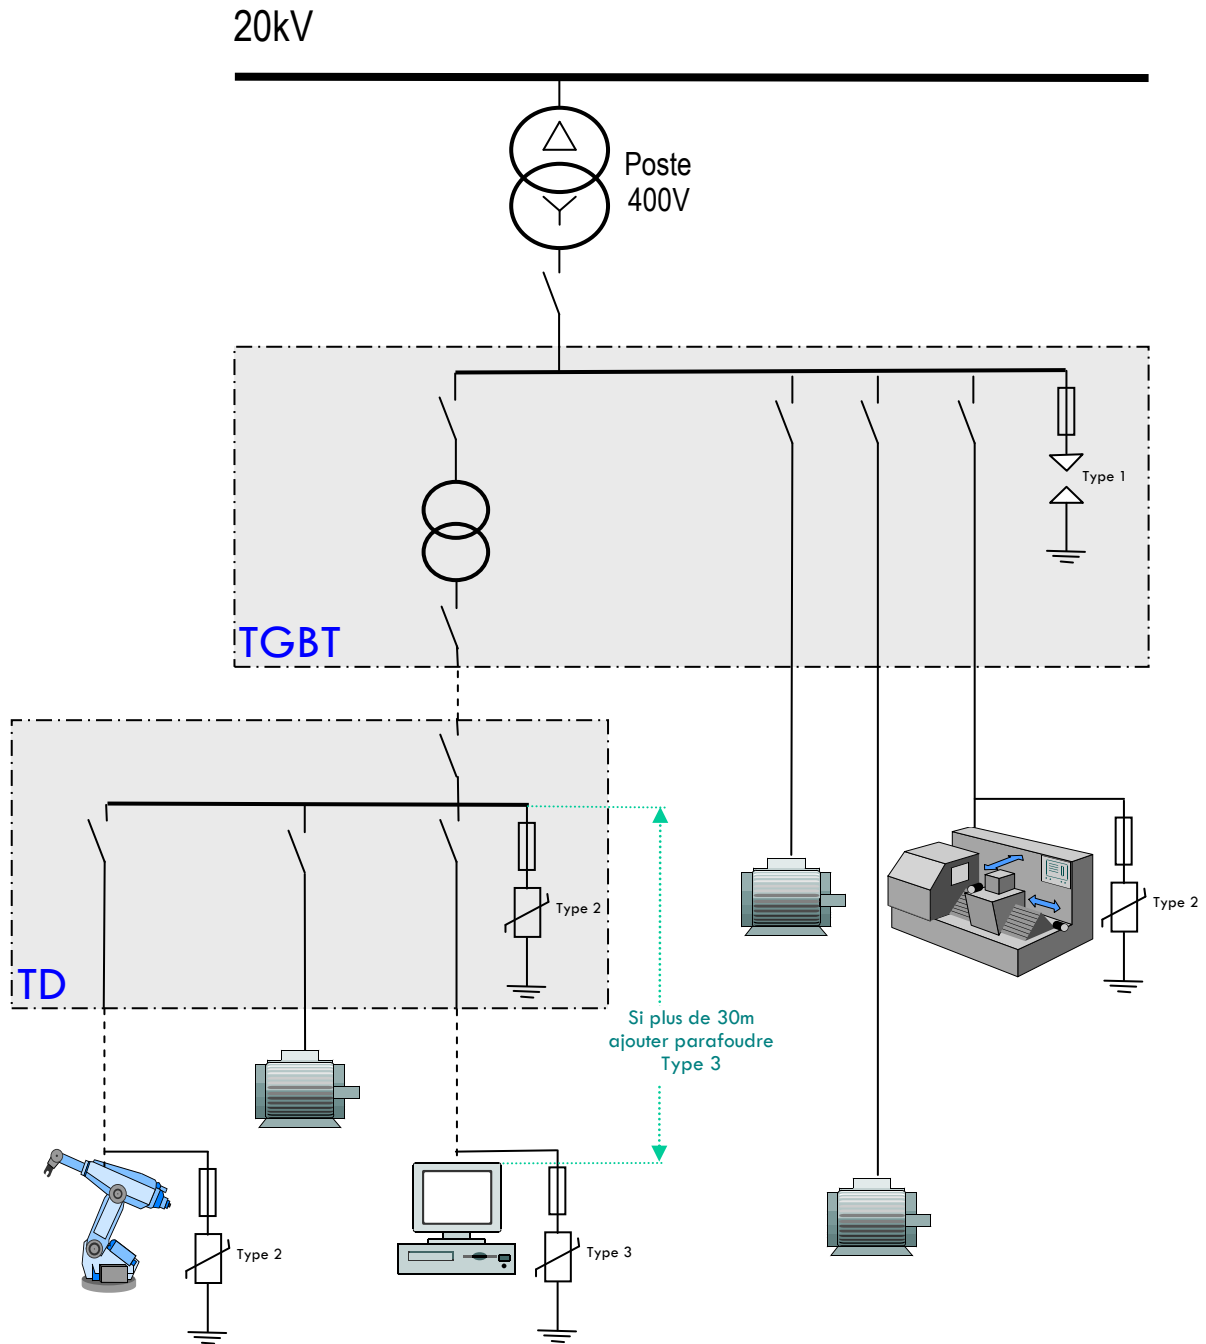 20kV
Poste
400V
Type 1
TGBT
Type 2
Type 2
TD
Si plus de 30m
ajouter parafoudre
Type 3
Type 2
Type 3